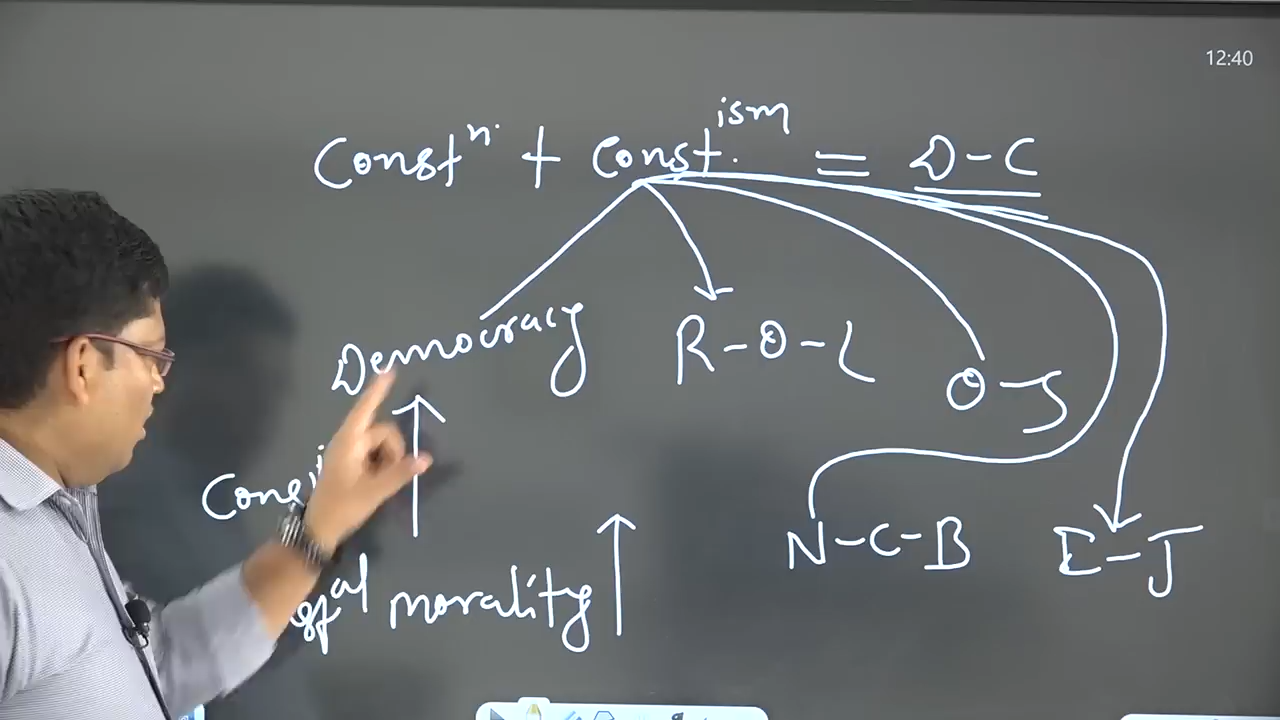 12:40
Constⁿ· + Const.ⁱˢᵐ = D-C
Democracy R-O-L
O-S
N-C-B E-J
morality